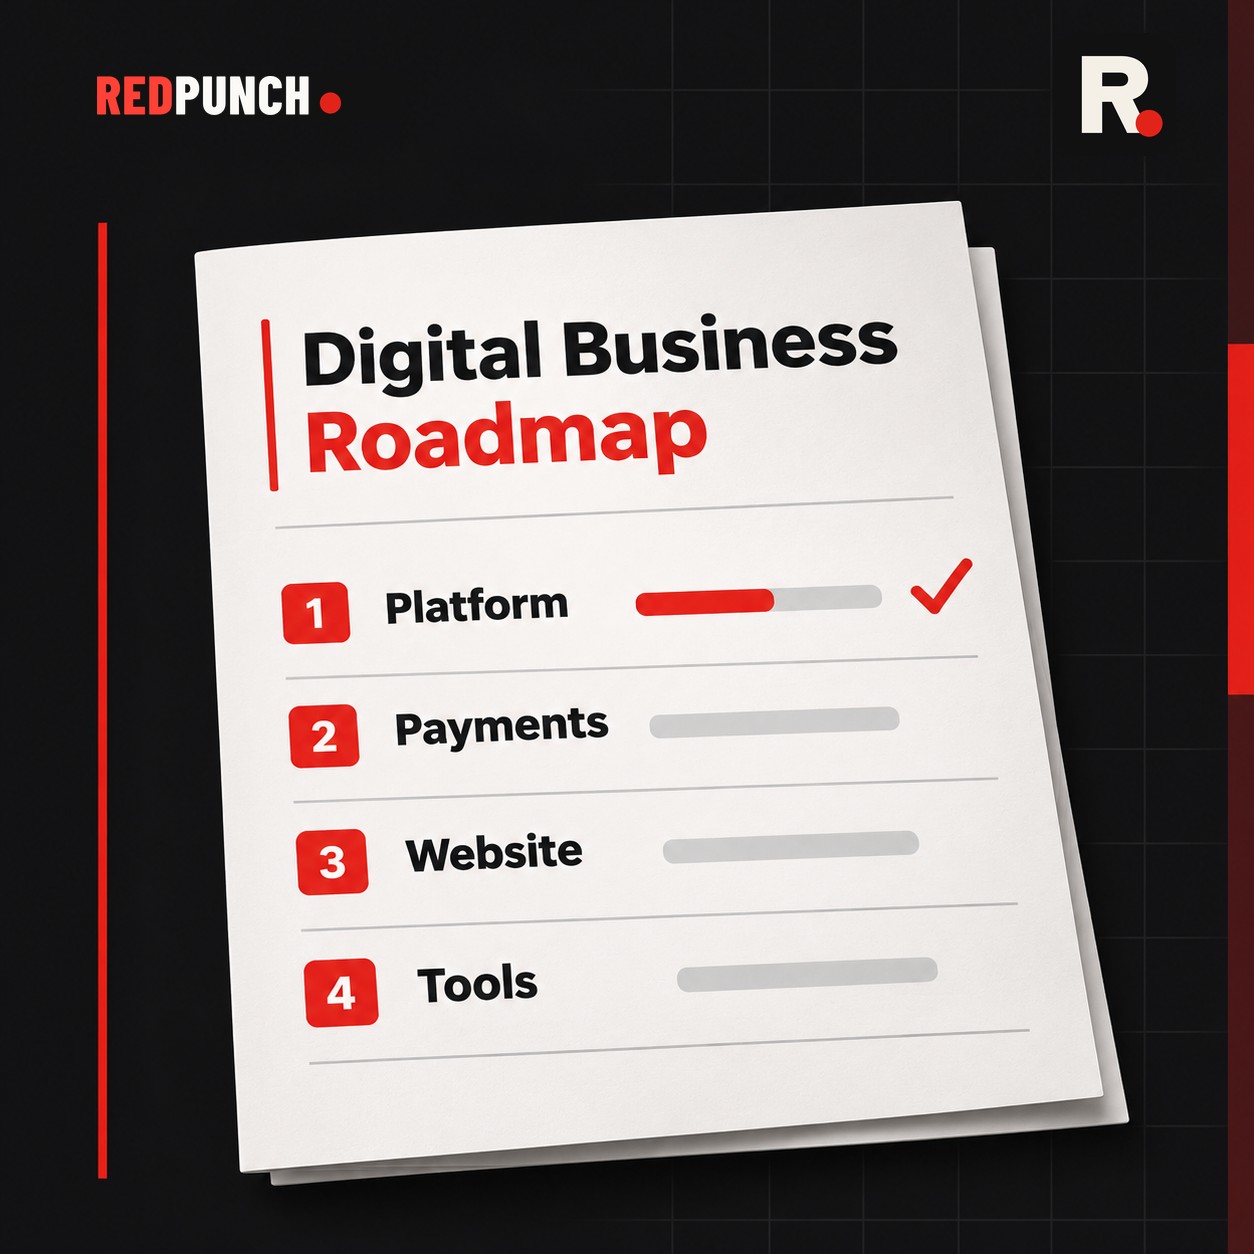 REDPUNCH
R.
Digital Business
Roadmap
1 Platform
2 Payments
3 Website
4 Tools